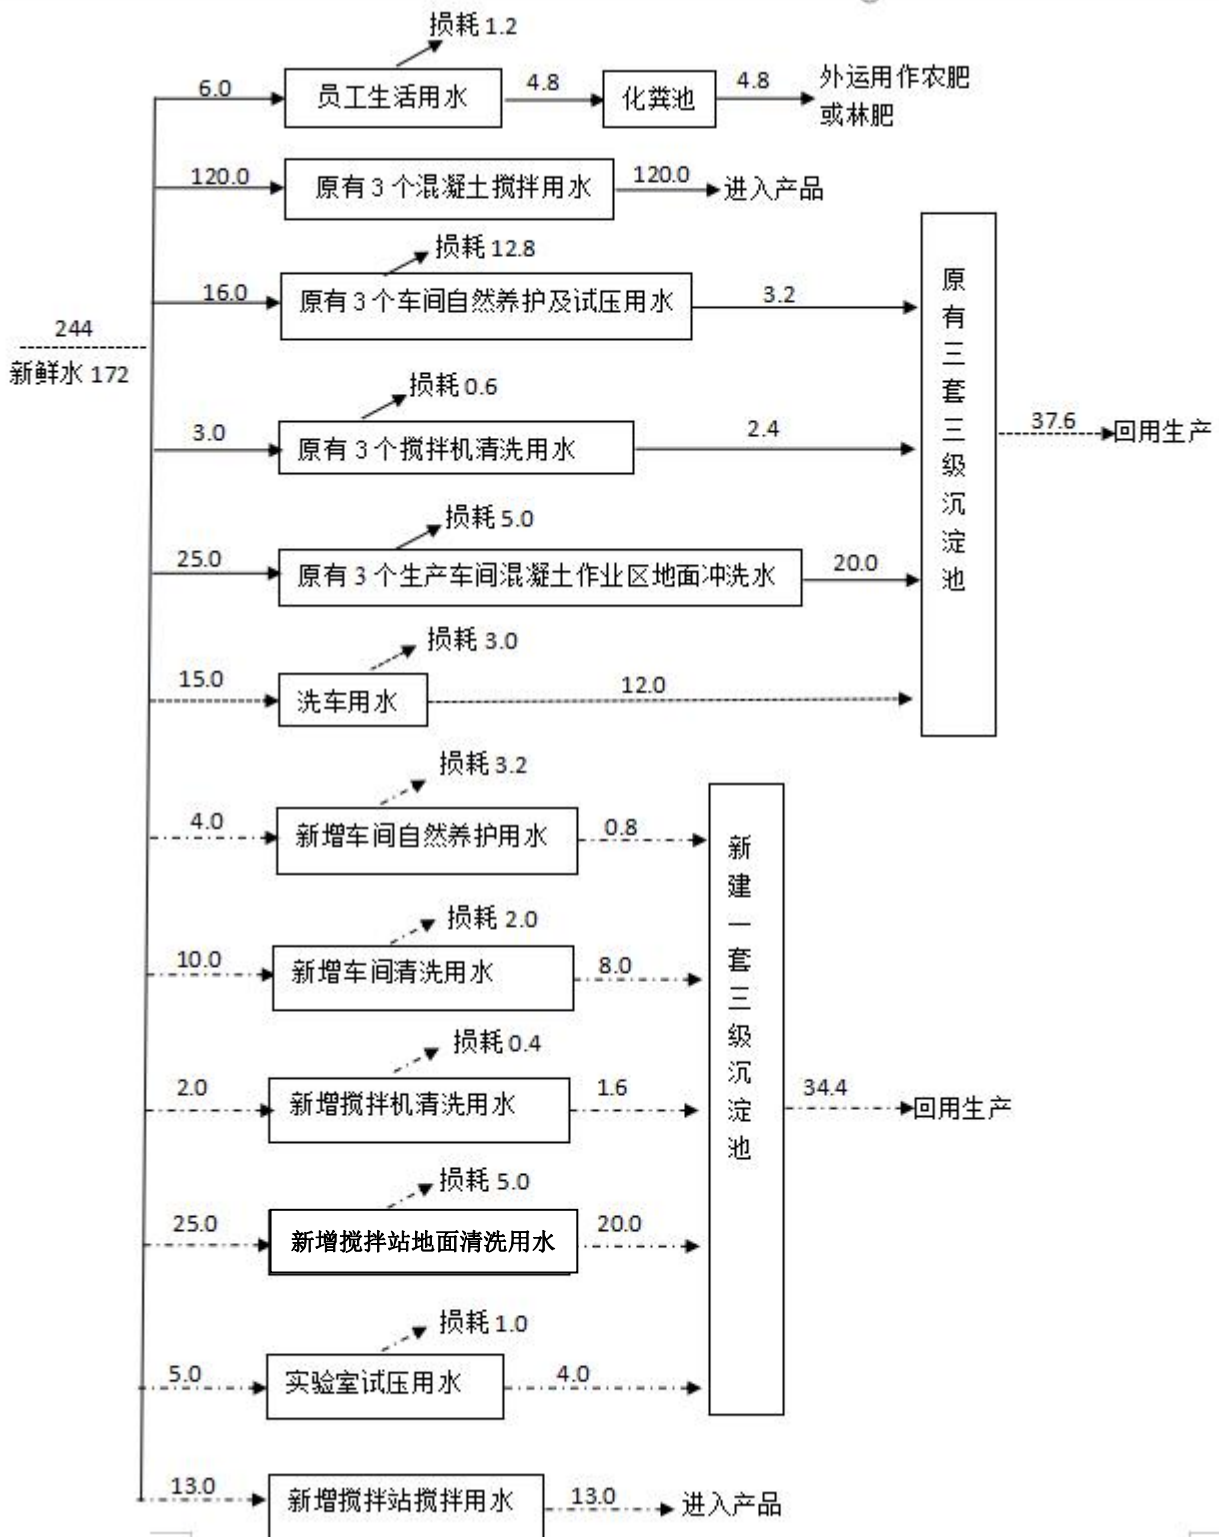 损耗 1.2
6.0
员工生活用水
4.8
化粪池
4.8
外运用作农肥
或林肥
120.0
原有 3 个混凝土搅拌用水
120.0
进入产品
损耗 12.8
16.0
原有 3 个车间自然养护及试压用水
3.2
244
新鲜水 172
损耗 0.6
3.0
原有 3 个搅拌机清洗用水
2.4
损耗 5.0
25.0
原有 3 个生产车间混凝土作业区地面冲洗水
20.0
损耗 3.0
15.0
洗车用水
12.0
原有三套三级沉淀池
37.6
回用生产
损耗 3.2
4.0
新增车间自然养护用水
0.8
损耗 2.0
10.0
新增车间清洗用水
8.0
损耗 0.4
2.0
新增搅拌机清洗用水
1.6
损耗 5.0
25.0
新增搅拌站地面清洗用水
20.0
损耗 1.0
5.0
实验室试压用水
4.0
新建一套三级沉淀池
34.4
回用生产
13.0
新增搅拌站搅拌用水
13.0
进入产品